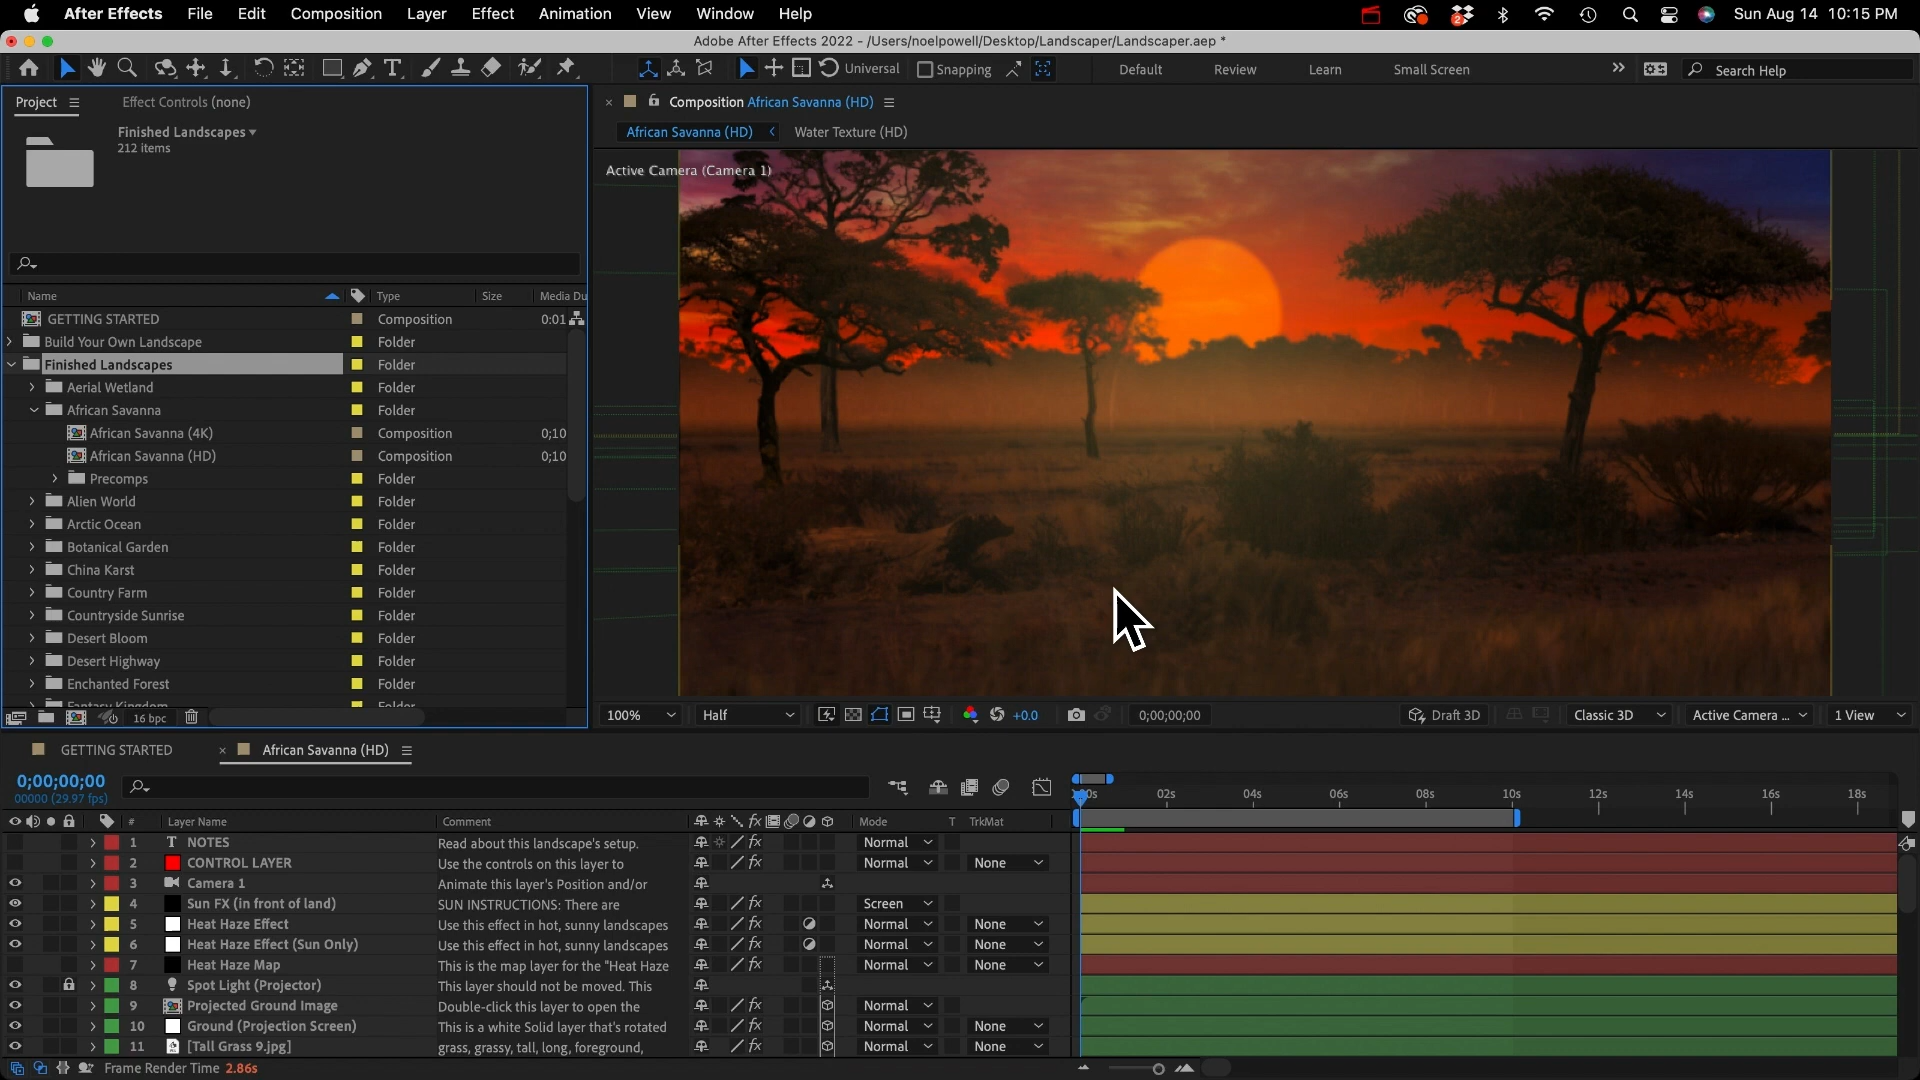 After Effects File Edit Composition Layer Effect Animation View Window Help 2 Sun Aug 14 10:15 PM
Adobe After Effects 2022 - /Users/noelpowell/Desktop/Landscaper/Landscaper.aep *
Universal Snapping Default Review Learn Small Screen Search Help
Project Effect Controls (none)
Finished Landscapes
212 items
Name Type Size Media Du
GETTING STARTED Composition 0:01
Build Your Own Landscape Folder
Finished Landscapes Folder
Aerial Wetland Folder
African Savanna Folder
African Savanna (4K) Composition 0;10
African Savanna (HD) Composition 0;10
Precomps Folder
Alien World Folder
Arctic Ocean Folder
Botanical Garden Folder
China Karst Folder
Country Farm Folder
Countryside Sunrise Folder
Desert Bloom Folder
Desert Highway Folder
Enchanted Forest Folder
16 bpc
Composition African Savanna (HD)
African Savanna (HD) Water Texture (HD)
Active Camera (Camera 1)
100% Half +0.0 0;00;00;00 Draft 3D Classic 3D Active Camera ... 1 View
GETTING STARTED African Savanna (HD)
0;00;00;00
00000 (29.97 fps)
02s 04s 06s 08s 10s 12s 14s 16s 18s
# Layer Name Comment fx Mode T TrkMat
1 T NOTES Read about this landscape's setup. fx Normal
2 CONTROL LAYER Use the controls on this layer to fx Normal None
3 Camera 1 Animate this layer's Position and/or
4 Sun FX (in front of land) SUN INSTRUCTIONS: There are fx Screen
5 Heat Haze Effect Use this effect in hot, sunny landscapes fx Normal None
6 Heat Haze Effect (Sun Only) Use this effect in hot, sunny landscapes fx Normal None
7 Heat Haze Map This is the map layer for the "Heat Haze fx Normal None
8 Spot Light (Projector) This layer should not be moved. This
9 Projected Ground Image Double-click this layer to open the fx Normal
10 Ground (Projection Screen) This is a white Solid layer that's rotated fx Normal None
11 [Tall Grass 9.jpg] grass, grassy, tall, long, foreground, fx Normal None
Frame Render Time 2.86s